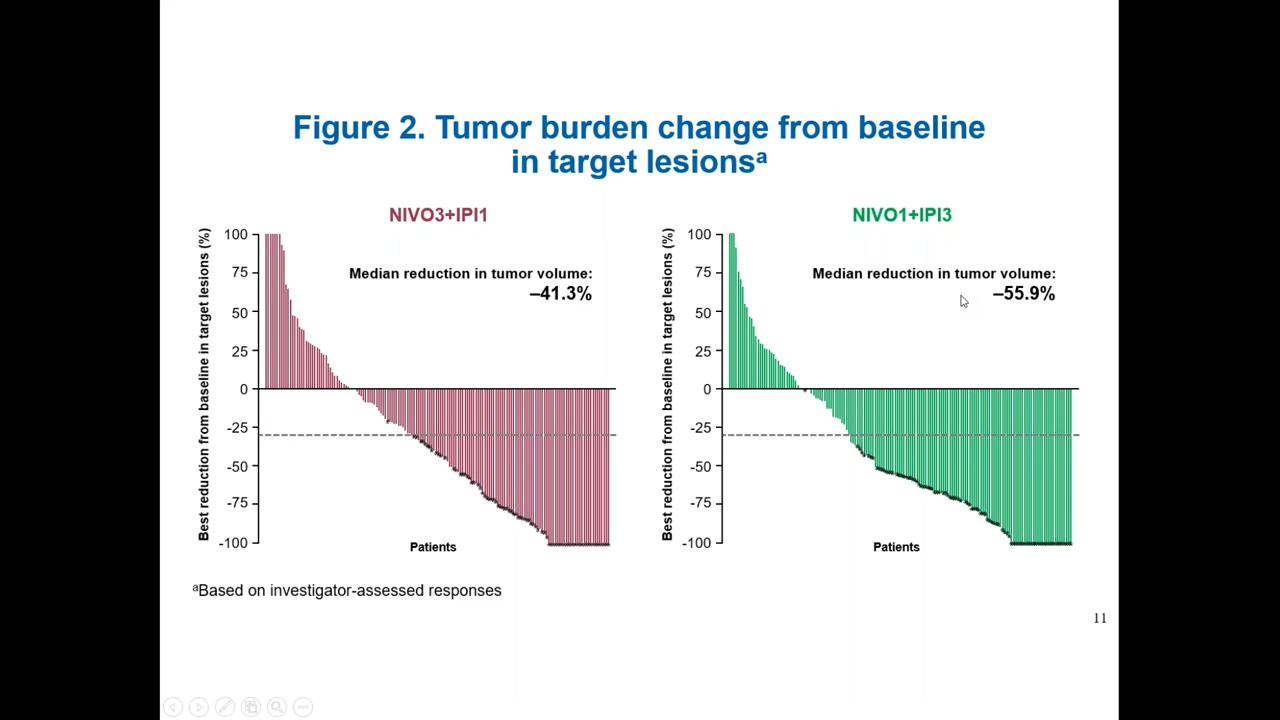 Figure 2. Tumor burden change from baseline
in target lesionsᵃ
NIVO3+IPI1
Best reduction from baseline in target lesions (%)
100
75
50
25
0
-25
-50
-75
-100
Median reduction in tumor volume:
–41.3%
Patients
NIVO1+IPI3
Best reduction from baseline in target lesions (%)
100
75
50
25
0
-25
-50
-75
-100
Median reduction in tumor volume:
–55.9%
Patients
ᵃBased on investigator-assessed responses
11